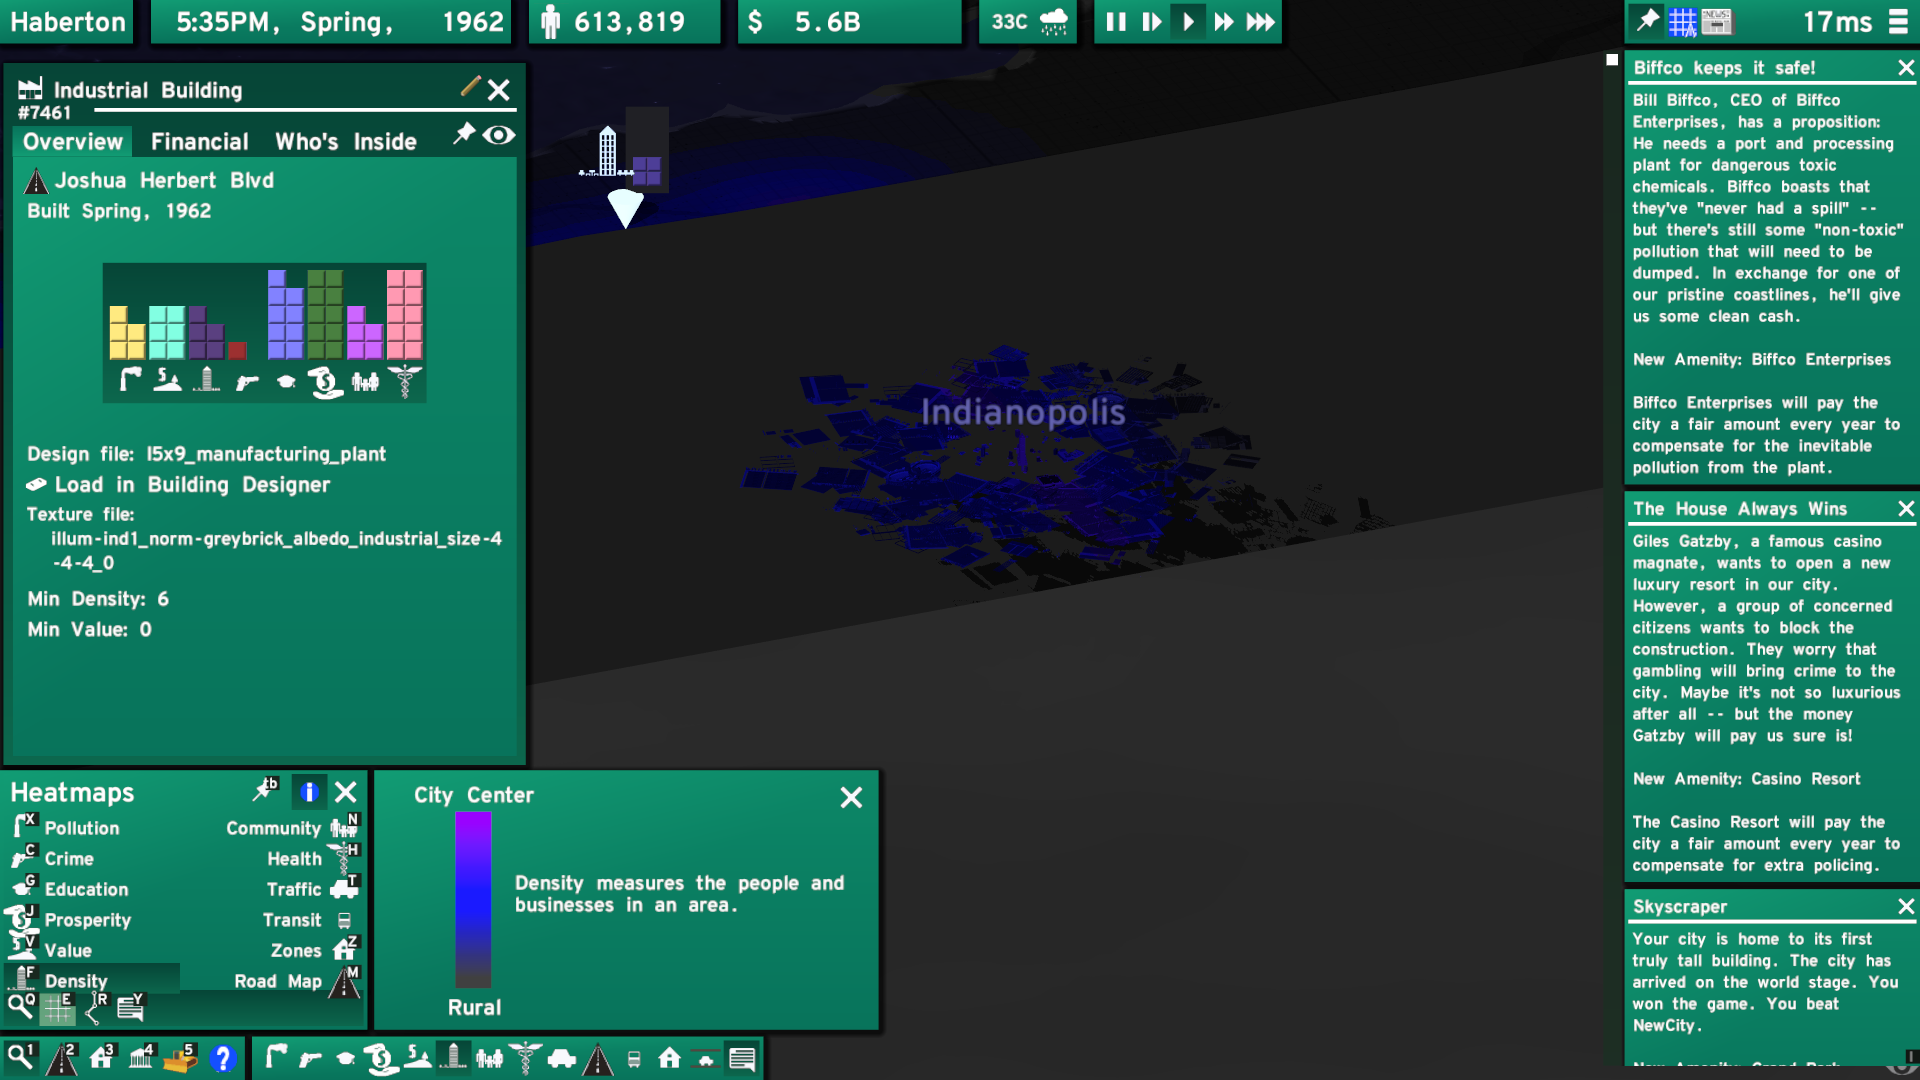 Haberton
5:35PM, Spring, 1962
613,819
$ 5.6B
33C
17ms
Industrial Building
#7461
Overview Financial Who's Inside
Joshua Herbert Blvd
Built Spring, 1962
Design file: I5x9_manufacturing_plant
Load in Building Designer
Texture file:
illum-ind1_norm-greybrick_albedo_industrial_size-4
-4-4_0
Min Density: 6
Min Value: 0
Indianopolis
Heatmaps
tb
i
X Pollution
C Crime
G Education
J Prosperity
V Value
F Density
Community N
Health H
Traffic T
Transit
Zones Z
Road Map M
Q E R Y
City Center
Density measures the people and
businesses in an area.
Rural
1 2 3 4 5 ?
NEWS
Biffco keeps it safe!
Bill Biffco, CEO of Biffco
Enterprises, has a proposition:
He needs a port and processing
plant for dangerous toxic
chemicals. Biffco boasts that
they've "never had a spill" --
but there's still some "non-toxic"
pollution that will need to be
dumped. In exchange for one of
our pristine coastlines, he'll give
us some clean cash.
New Amenity: Biffco Enterprises
Biffco Enterprises will pay the
city a fair amount every year to
compensate for the inevitable
pollution from the plant.
The House Always Wins
Giles Gatzby, a famous casino
magnate, wants to open a new
luxury resort in our city.
However, a group of concerned
citizens wants to block the
construction. They worry that
gambling will bring crime to the
city. Maybe it's not so luxurious
after all -- but the money
Gatzby will pay us sure is!
New Amenity: Casino Resort
The Casino Resort will pay the
city a fair amount every year to
compensate for extra policing.
Skyscraper
Your city is home to its first
truly tall building. The city has
arrived on the world stage. You
won the game. You beat
NewCity.
New Amenity: Grand Park